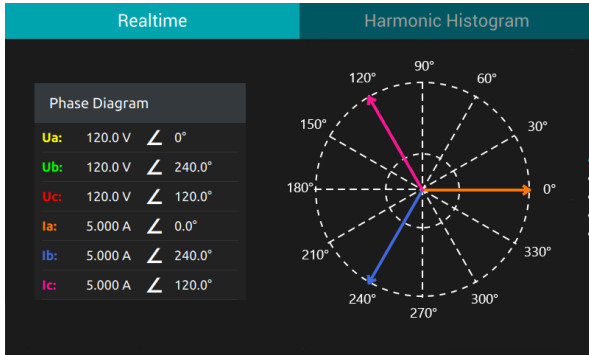 Realtime
Harmonic Histogram
Phase Diagram
Ua: 120.0 V ∠ 0°
Ub: 120.0 V ∠ 240.0°
Uc: 120.0 V ∠ 120.0°
Ia: 5.000 A ∠ 0.0°
Ib: 5.000 A ∠ 240.0°
Ic: 5.000 A ∠ 120.0°
90°
120°
60°
150°
30°
180°
0°
210°
330°
240°
300°
270°